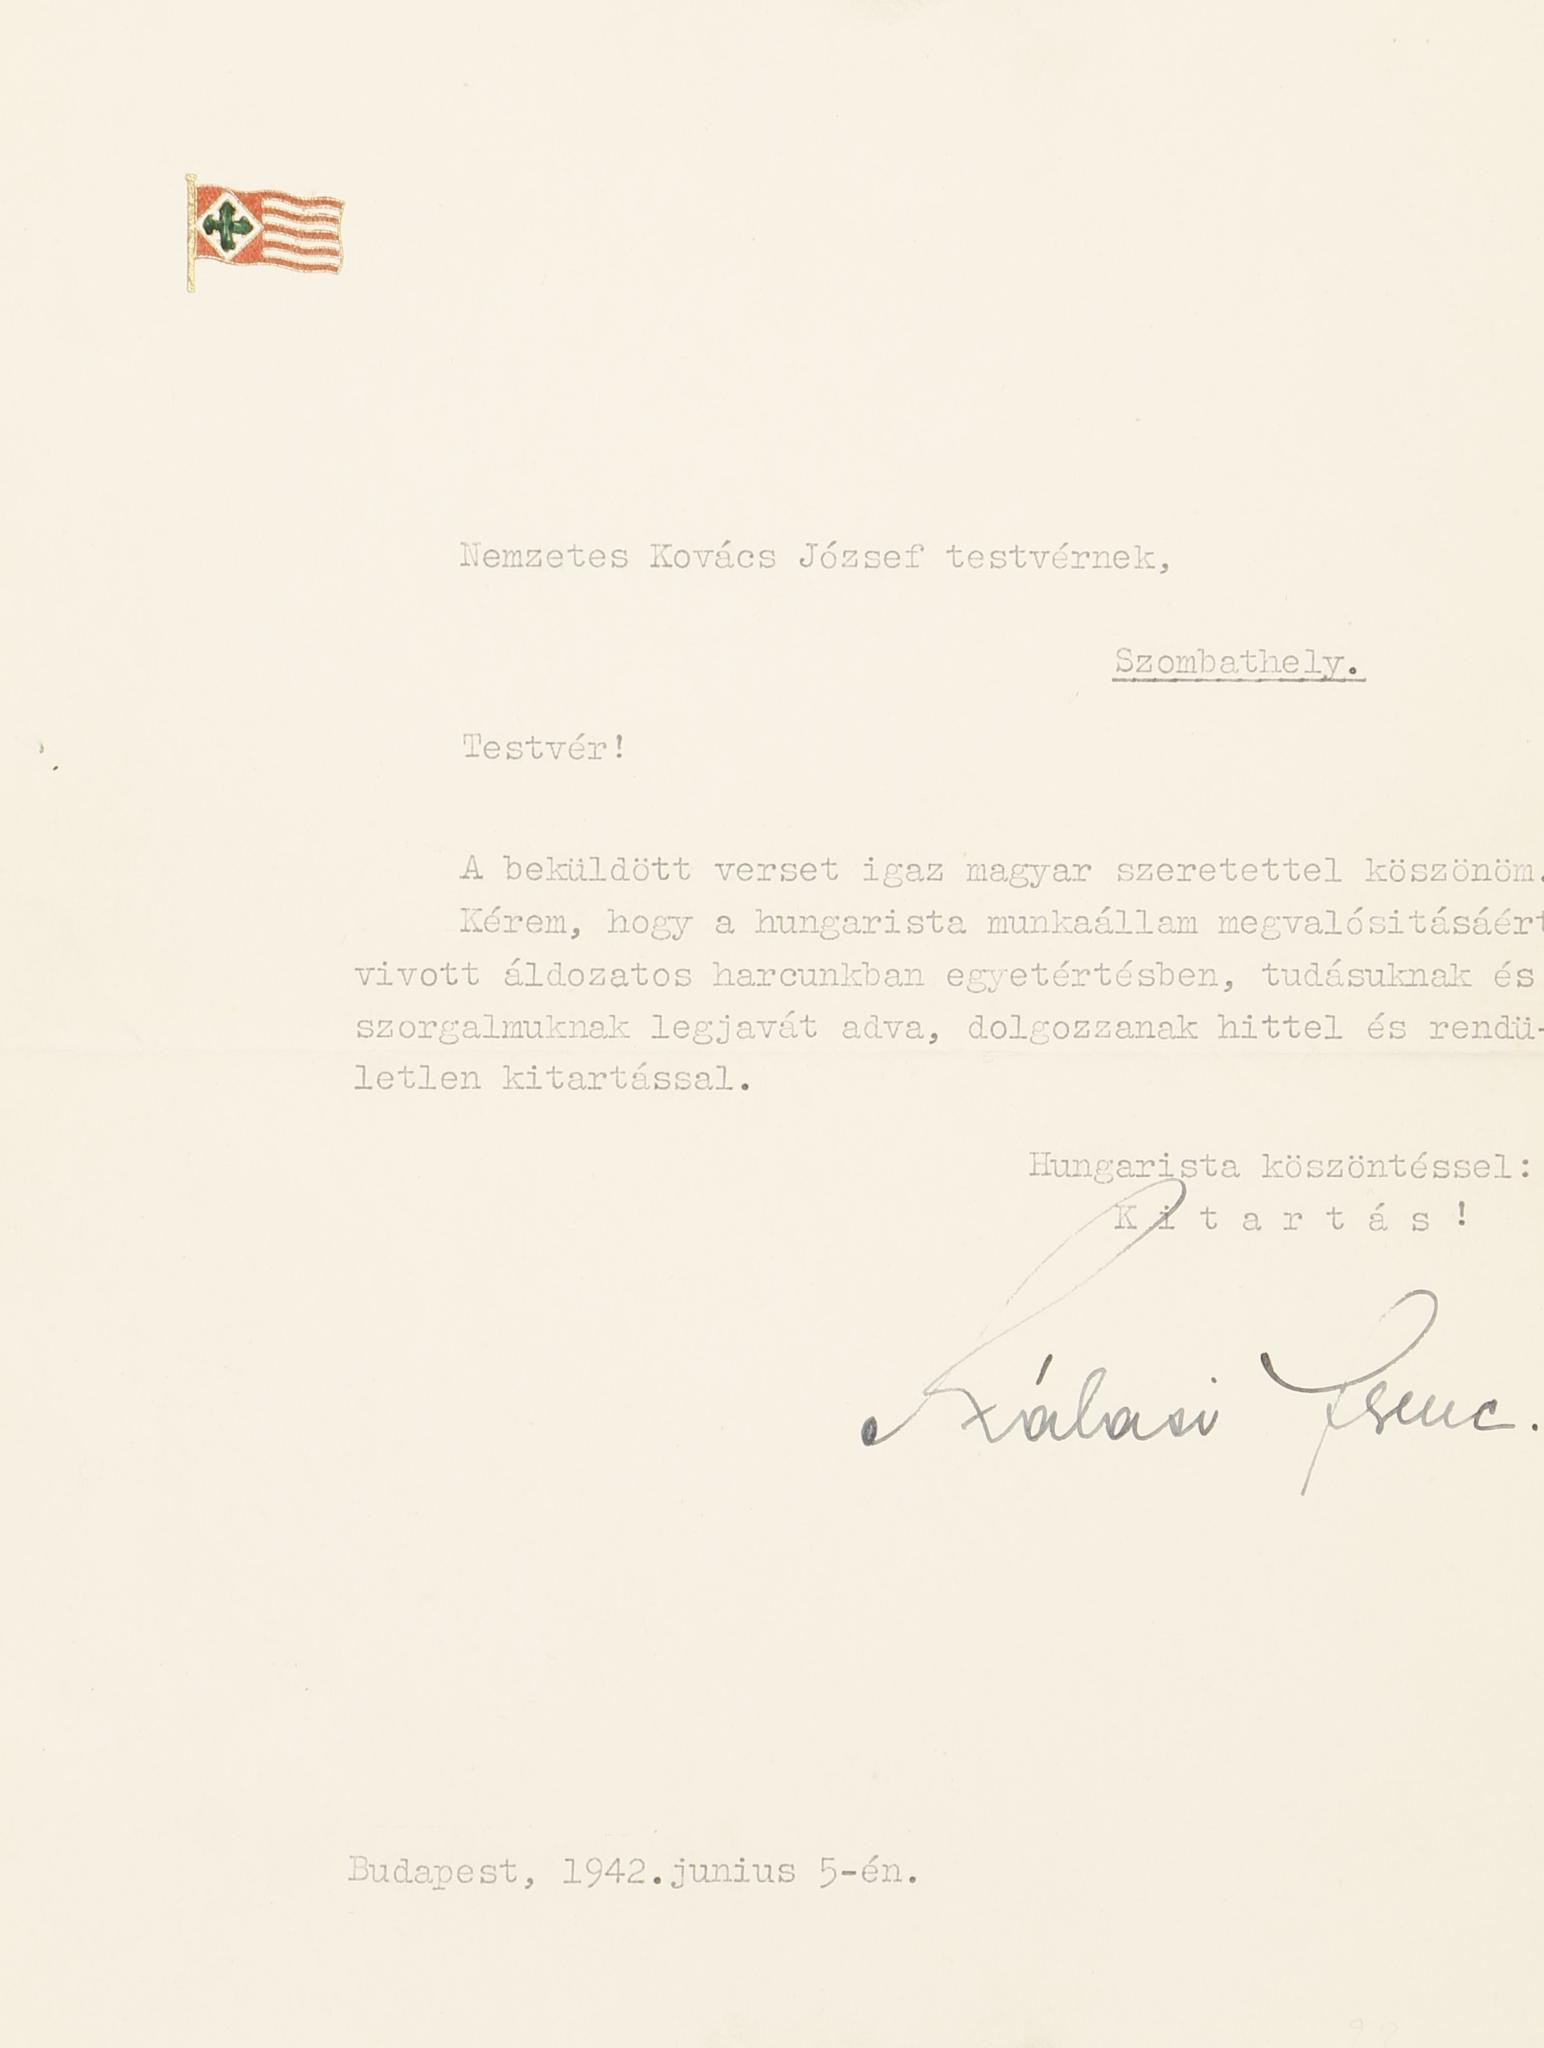 Nemzetes Kovács József testvérnek,
Szombathely.
Testvér!
A beküldött verset igaz magyar szeretettel köszönöm.
Kérem, hogy a hungarista munkaállam megvalósitásáért
vivott áldozatos harcunkban egyetértésben, tudásuknak és
szorgalmuknak legjavát adva, dolgozzanak hittel és rendü-
letlen kitartással.
Hungarista köszöntéssel:
K i t a r t á s !
Szálasi Ferenc.
Budapest, 1942.junius 5-én.